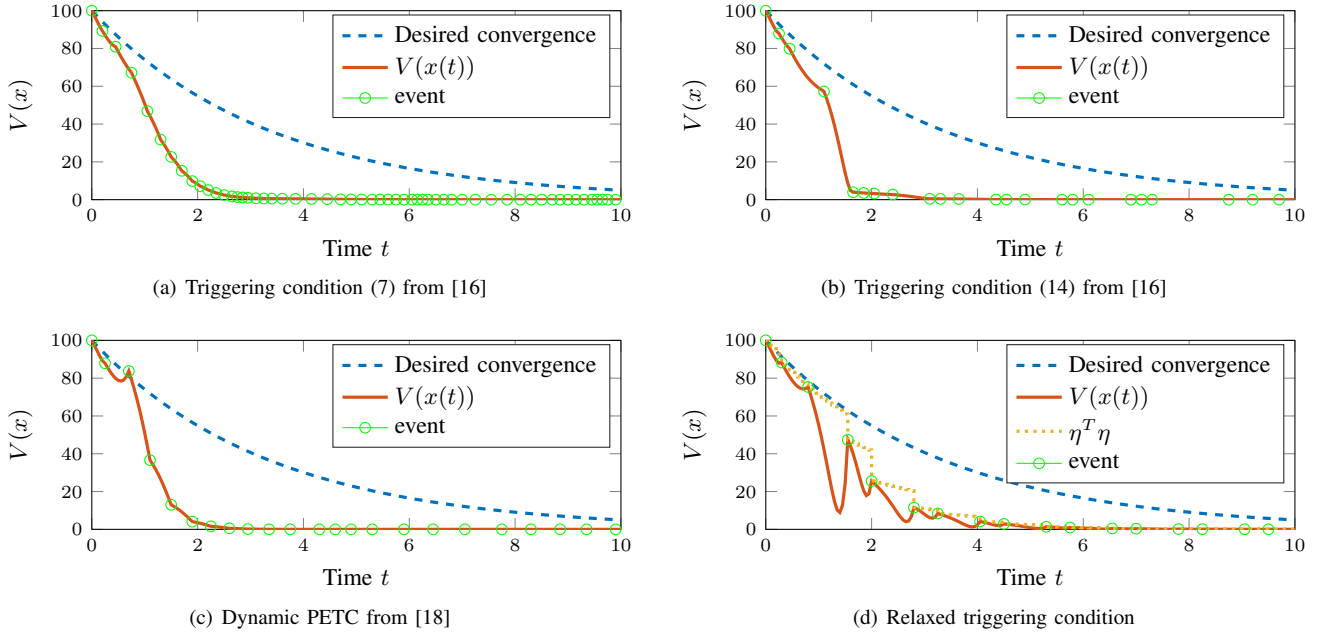 100
80
60
40
20
0
V(x)
0 2 4 6 8 10
Time t
Desired convergence
V(x(t))
event
(a) Triggering condition (7) from [16]
100
80
60
40
20
0
V(x)
0 2 4 6 8 10
Time t
Desired convergence
V(x(t))
event
(b) Triggering condition (14) from [16]
100
80
60
40
20
0
V(x)
0 2 4 6 8 10
Time t
Desired convergence
V(x(t))
event
(c) Dynamic PETC from [18]
100
80
60
40
20
0
V(x)
0 2 4 6 8 10
Time t
Desired convergence
V(x(t))
η^T η
event
(d) Relaxed triggering condition